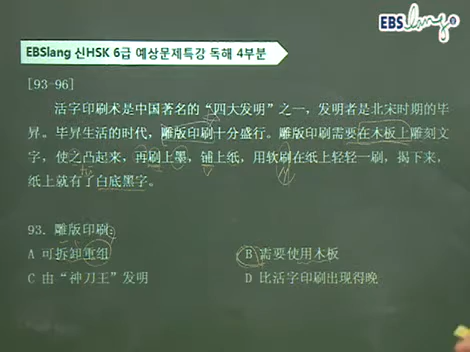 EBSlang
EBSlang 신HSK 6급 예상문제특강 독해 4부분
[93-96]
活字印刷术是中国著名的“四大发明”之一，发明者是北宋时期的毕
昇。毕昇生活的时代，雕版印刷十分盛行。雕版印刷需要在木板上雕刻文
字，使之凸起来，再刷上墨，铺上纸，用软刷在纸上轻轻一刷，揭下来，
纸上就有了白底黑字。
93. 雕版印刷：
A 可拆卸重组
B 需要使用木板
C 由“神刀王”发明
D 比活字印刷出现得晚